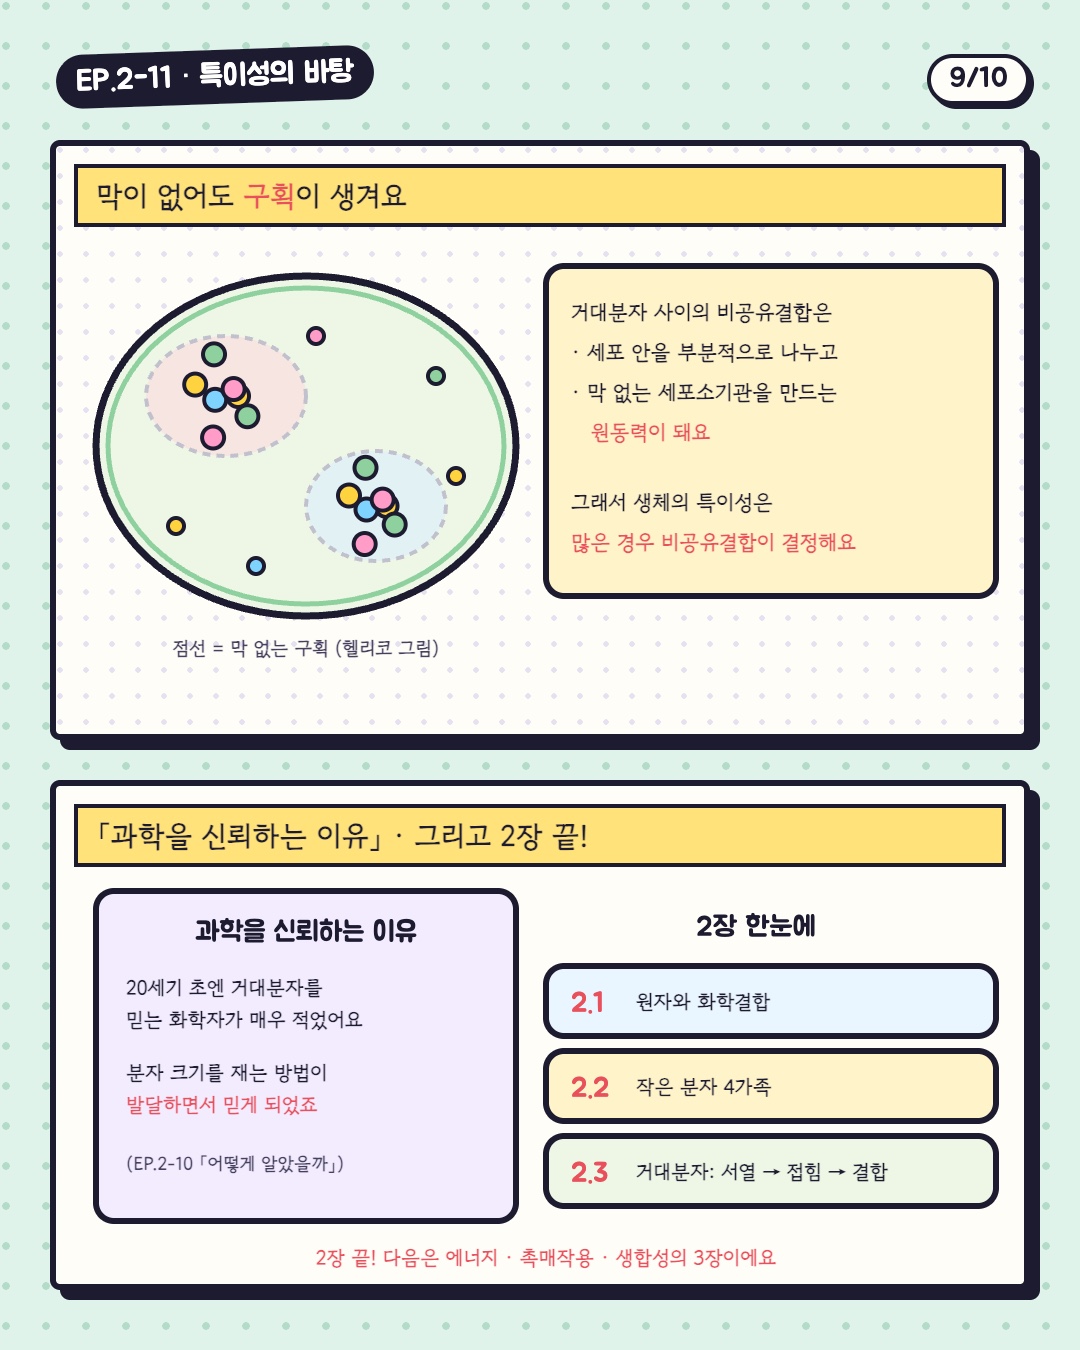 EP.2-11 · 특이성의 바탕
9/10
막이 없어도 구획이 생겨요
거대분자 사이의 비공유결합은
· 세포 안을 부분적으로 나누고
· 막 없는 세포소기관을 만드는
원동력이 돼요
그래서 생체의 특이성은
많은 경우 비공유결합이 결정해요
점선 = 막 없는 구획 (헬리코 그림)
「과학을 신뢰하는 이유」 · 그리고 2장 끝!
과학을 신뢰하는 이유
20세기 초엔 거대분자를
믿는 화학자가 매우 적었어요
분자 크기를 재는 방법이
발달하면서 믿게 되었죠
(EP.2-10 「어떻게 알았을까」)
2장 한눈에
2.1 원자와 화학결합
2.2 작은 분자 4가족
2.3 거대분자: 서열 → 접힘 → 결합
2장 끝! 다음은 에너지 · 촉매작용 · 생합성의 3장이에요